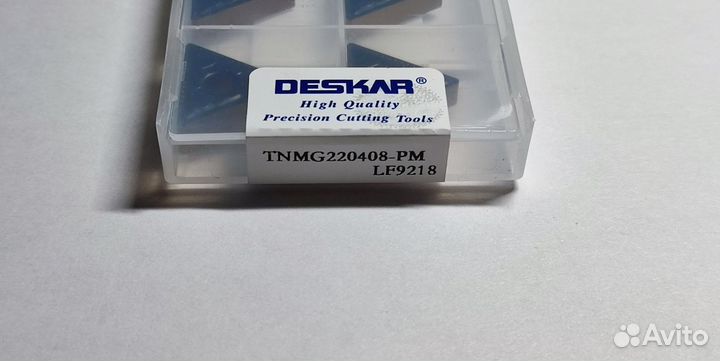 DESKAR®
High Quality
Precision Cutting Tools
TNMG220408-PM
LF9218
Avito